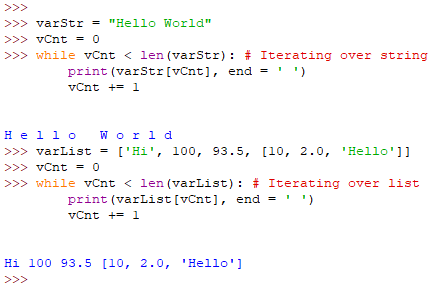 >>>
>>> varStr = "Hello World"
>>> vCnt = 0
>>> while vCnt < len(varStr): # Iterating over string
        print(varStr[vCnt], end = ' ')
        vCnt += 1


H e l l o   W o r l d
>>> varList = ['Hi', 100, 93.5, [10, 2.0, 'Hello']]
>>> vCnt = 0
>>> while vCnt < len(varList): # Iterating over list
        print(varList[vCnt], end = ' ')
        vCnt += 1


Hi 100 93.5 [10, 2.0, 'Hello']
>>>